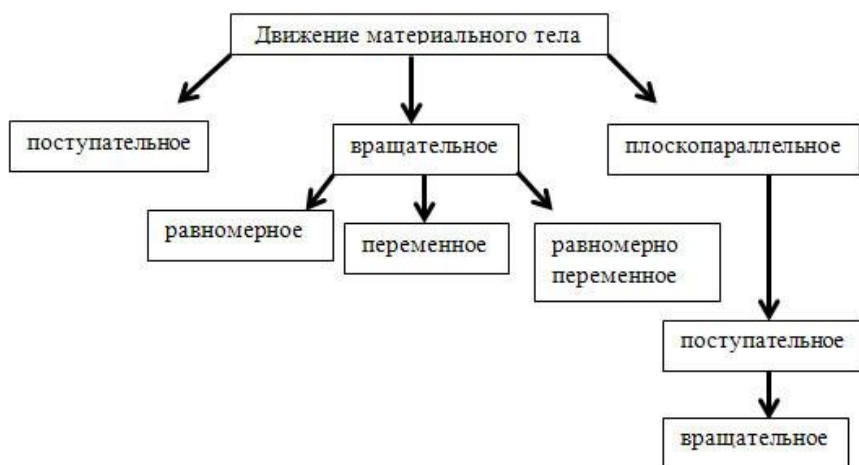 Движение материального тела
поступательное
вращательное
плоскопараллельное
равномерное
переменное
равномерно
переменное
поступательное
вращательное